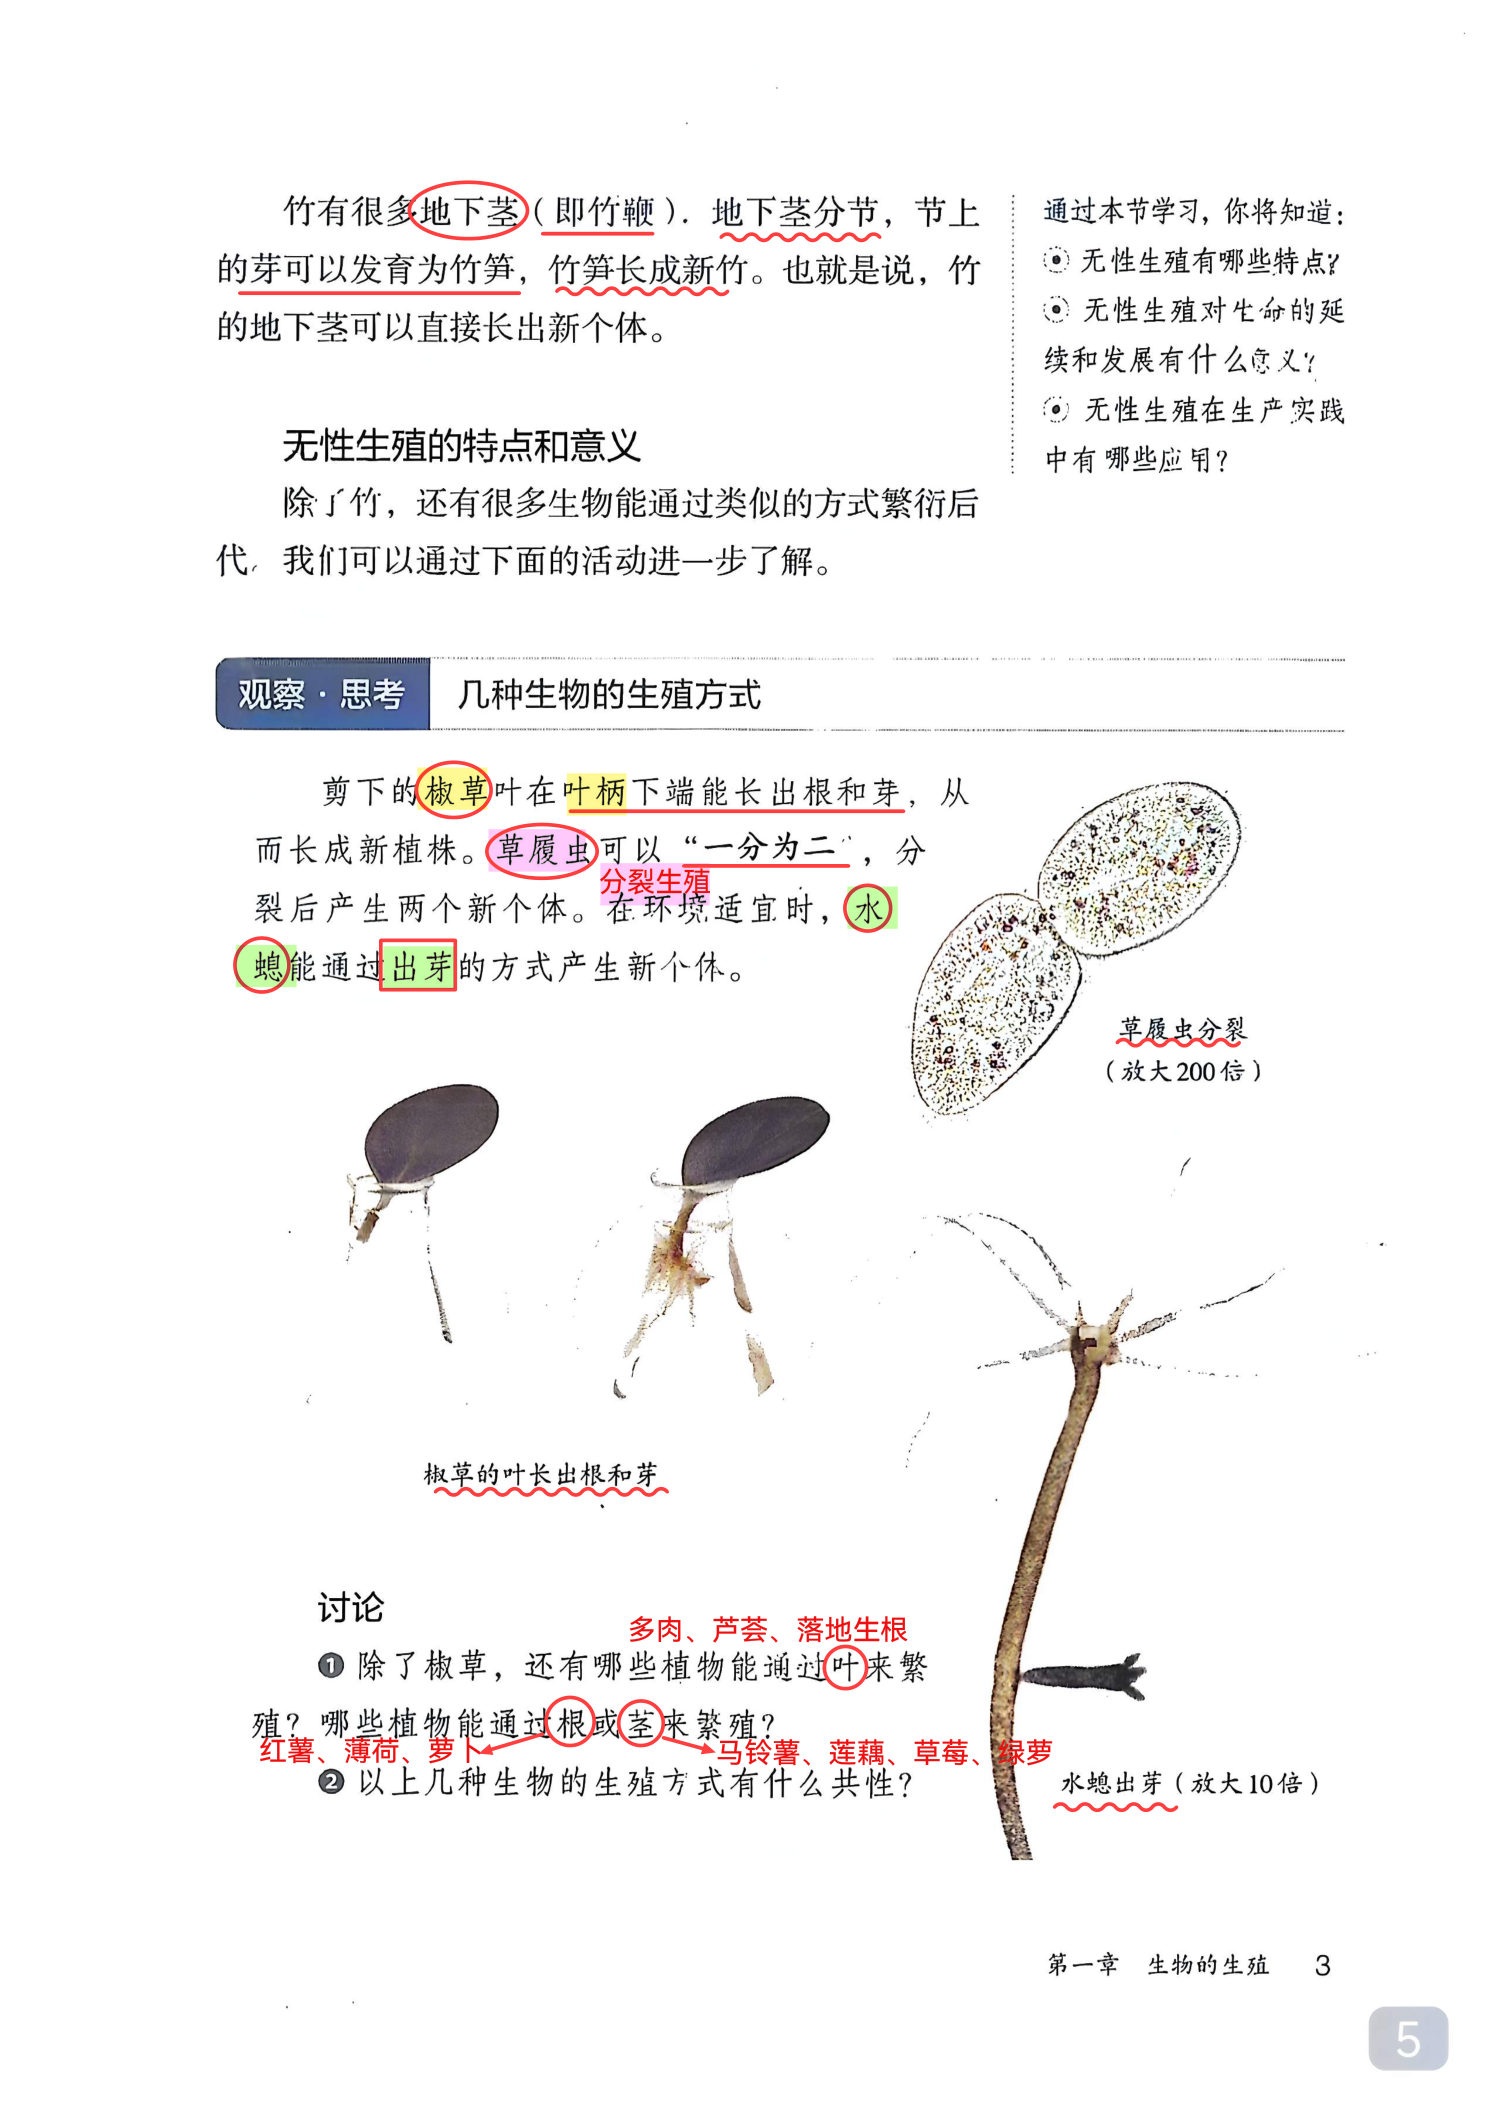 竹有很多地下茎（即竹鞭）. 地下茎分节，节上
的芽可以发育为竹笋，竹笋长成新竹。也就是说，竹
的地下茎可以直接长出新个体。
通过本节学习，你将知道：
无性生殖有哪些特点？
无性生殖对生命的延
续和发展有什么意义？
无性生殖在生产实践
中有哪些应用？
无性生殖的特点和意义
除了竹，还有很多生物能通过类似的方式繁衍后
代，我们可以通过下面的活动进一步了解。
观察·思考 几种生物的生殖方式
剪下的椒草叶在叶柄下端能长出根和芽，从
而长成新植株。草履虫可以“一分为二”，分
分裂生殖
裂后产生两个新个体。在环境适宜时，水
螅能通过出芽的方式产生新个体。
草履虫分裂
（放大200倍）
椒草的叶长出根和芽
讨论
多肉、芦荟、落地生根
❶ 除了椒草，还有哪些植物能通过叶来繁
殖？哪些植物能通过根或茎来繁殖？
红薯、薄荷、萝卜 马铃薯、莲藕、草莓、绿萝
❷ 以上几种生物的生殖方式有什么共性？
水螅出芽（放大10倍）
第一章 生物的生殖 3
5